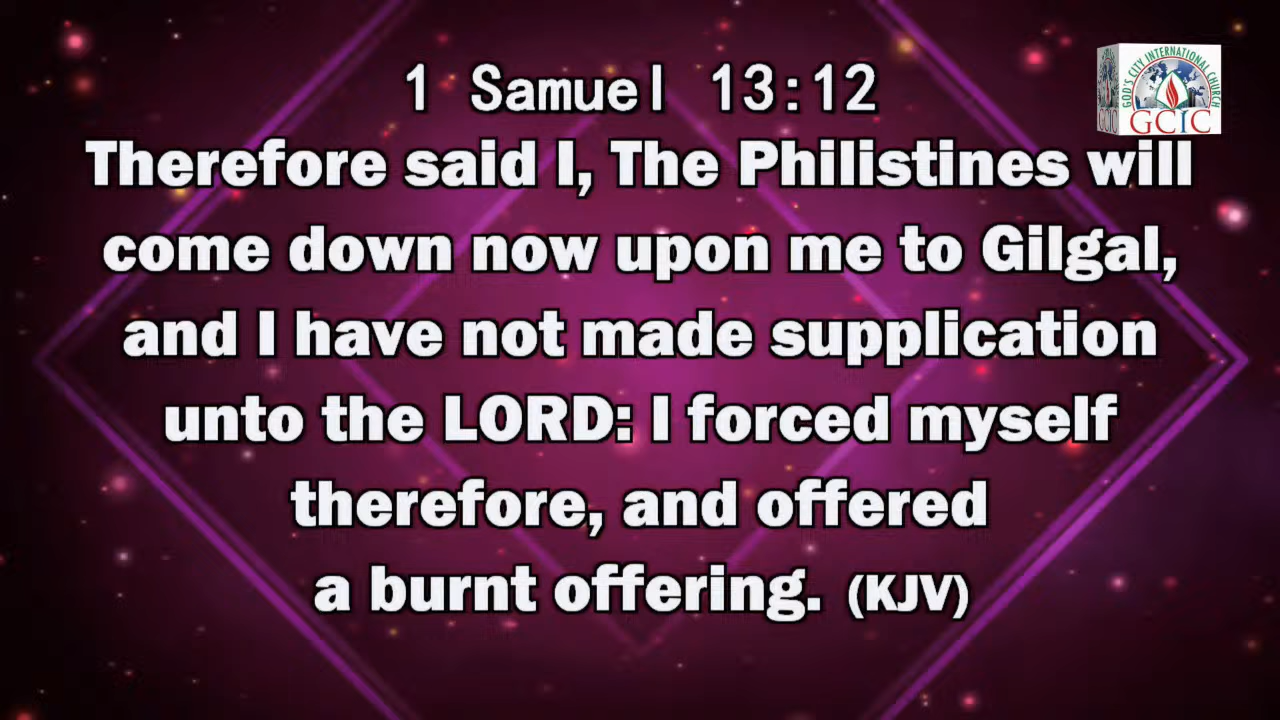 1 Samuel 13:12
GOD'S CITY INTERNATIONAL CHURCH
GCIC
GCIC
Therefore said I, The Philistines will
come down now upon me to Gilgal,
and I have not made supplication
unto the LORD: I forced myself
therefore, and offered
a burnt offering. (KJV)